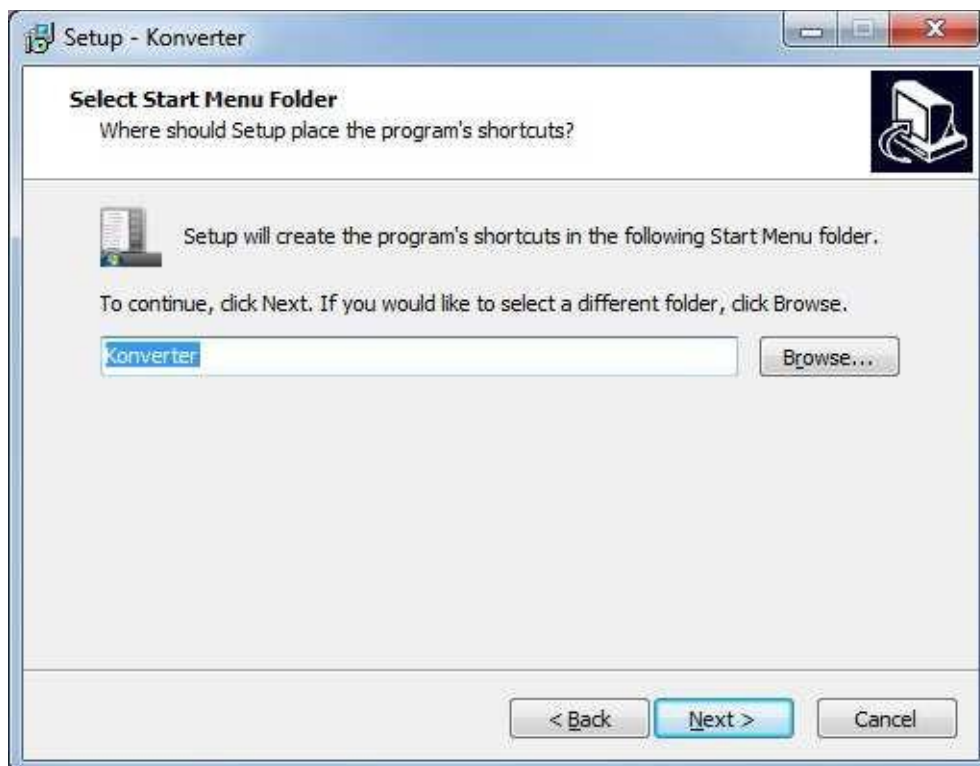 Setup - Konverter
Select Start Menu Folder
Where should Setup place the program's shortcuts?
Setup will create the program's shortcuts in the following Start Menu folder.
To continue, click Next. If you would like to select a different folder, click Browse.
Konverter
Browse...
< Back
Next >
Cancel